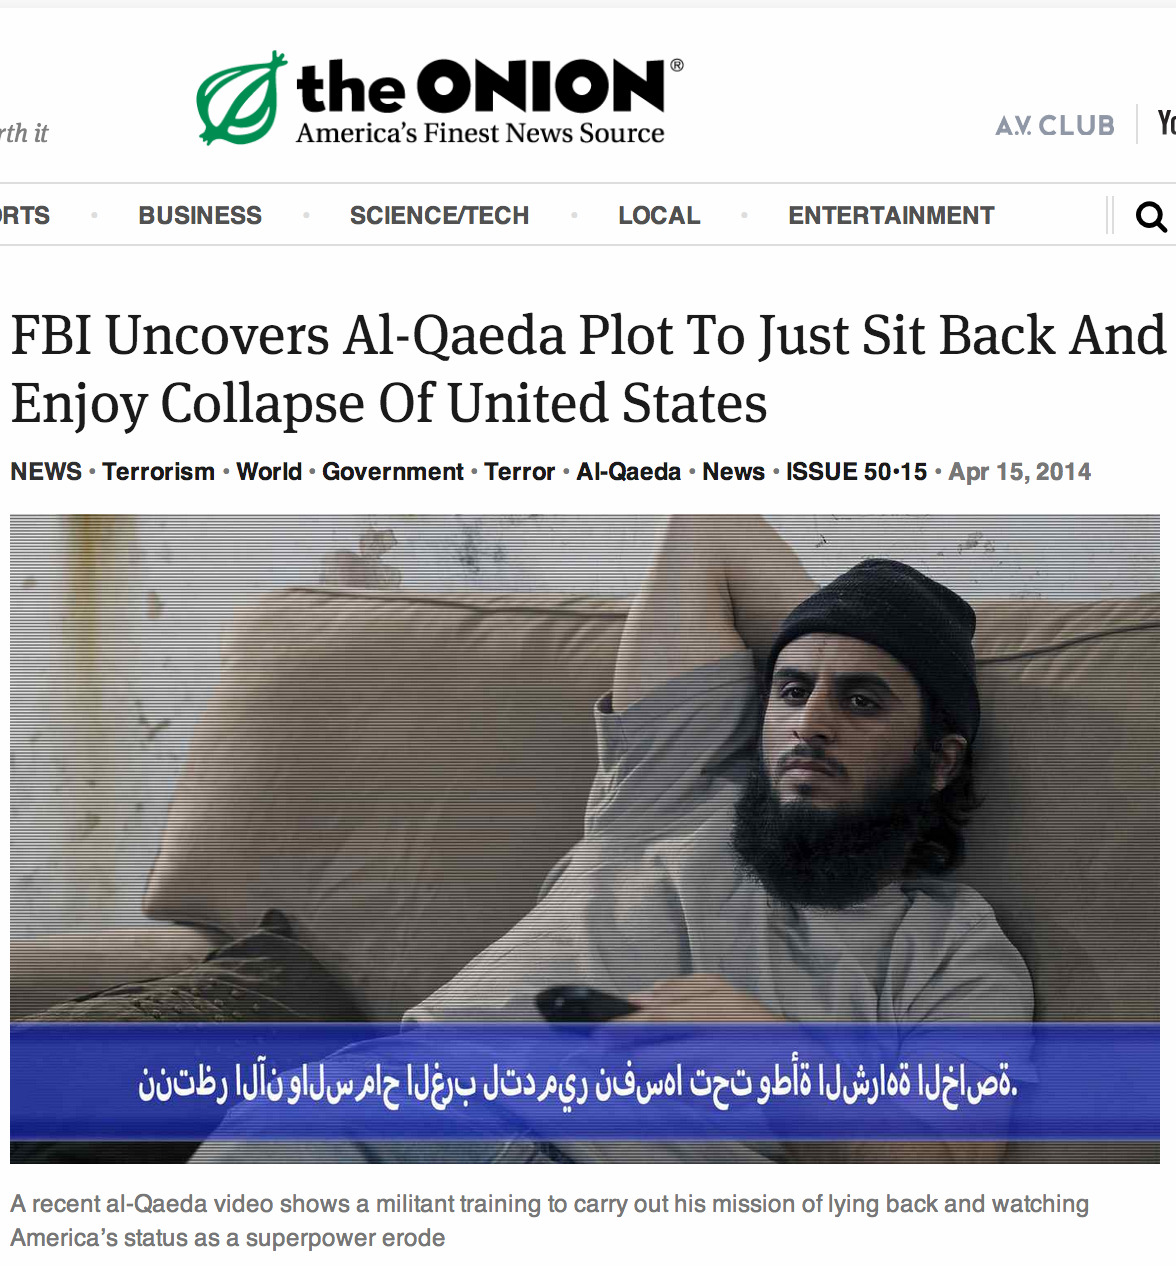 the ONION®
America's Finest News Source
rth it
A.V. CLUB
Yo
ORTS • BUSINESS • SCIENCE/TECH • LOCAL • ENTERTAINMENT
FBI Uncovers Al-Qaeda Plot To Just Sit Back And
Enjoy Collapse Of United States
NEWS • Terrorism • World • Government • Terror • Al-Qaeda • News • ISSUE 50•15 • Apr 15, 2014
ننتظر الآن والسماح الغرب لتدمير نفسها تحت وطأة الشراهة الخاصة.
A recent al-Qaeda video shows a militant training to carry out his mission of lying back and watching
America's status as a superpower erode